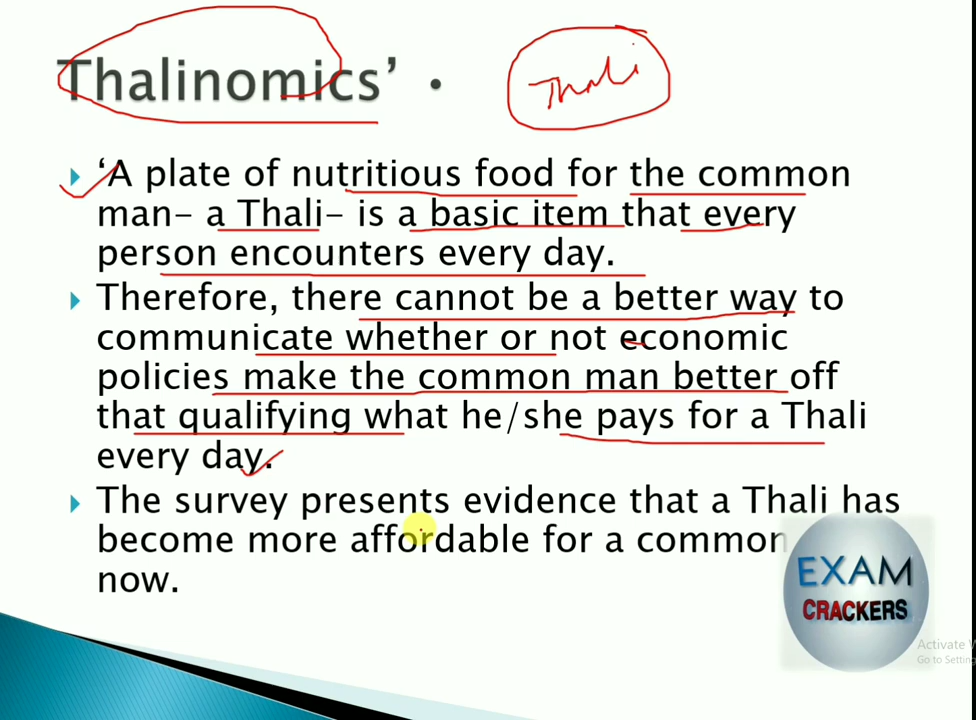 Thalinomics’ •
Thali
‘A plate of nutritious food for the common
man- a Thali- is a basic item that every
person encounters every day.
Therefore, there cannot be a better way to
communicate whether or not economic
policies make the common man better off
that qualifying what he/she pays for a Thali
every day.
The survey presents evidence that a Thali has
become more affordable for a common
now.
EXAM
CRACKERS
Activate
Go to Settin